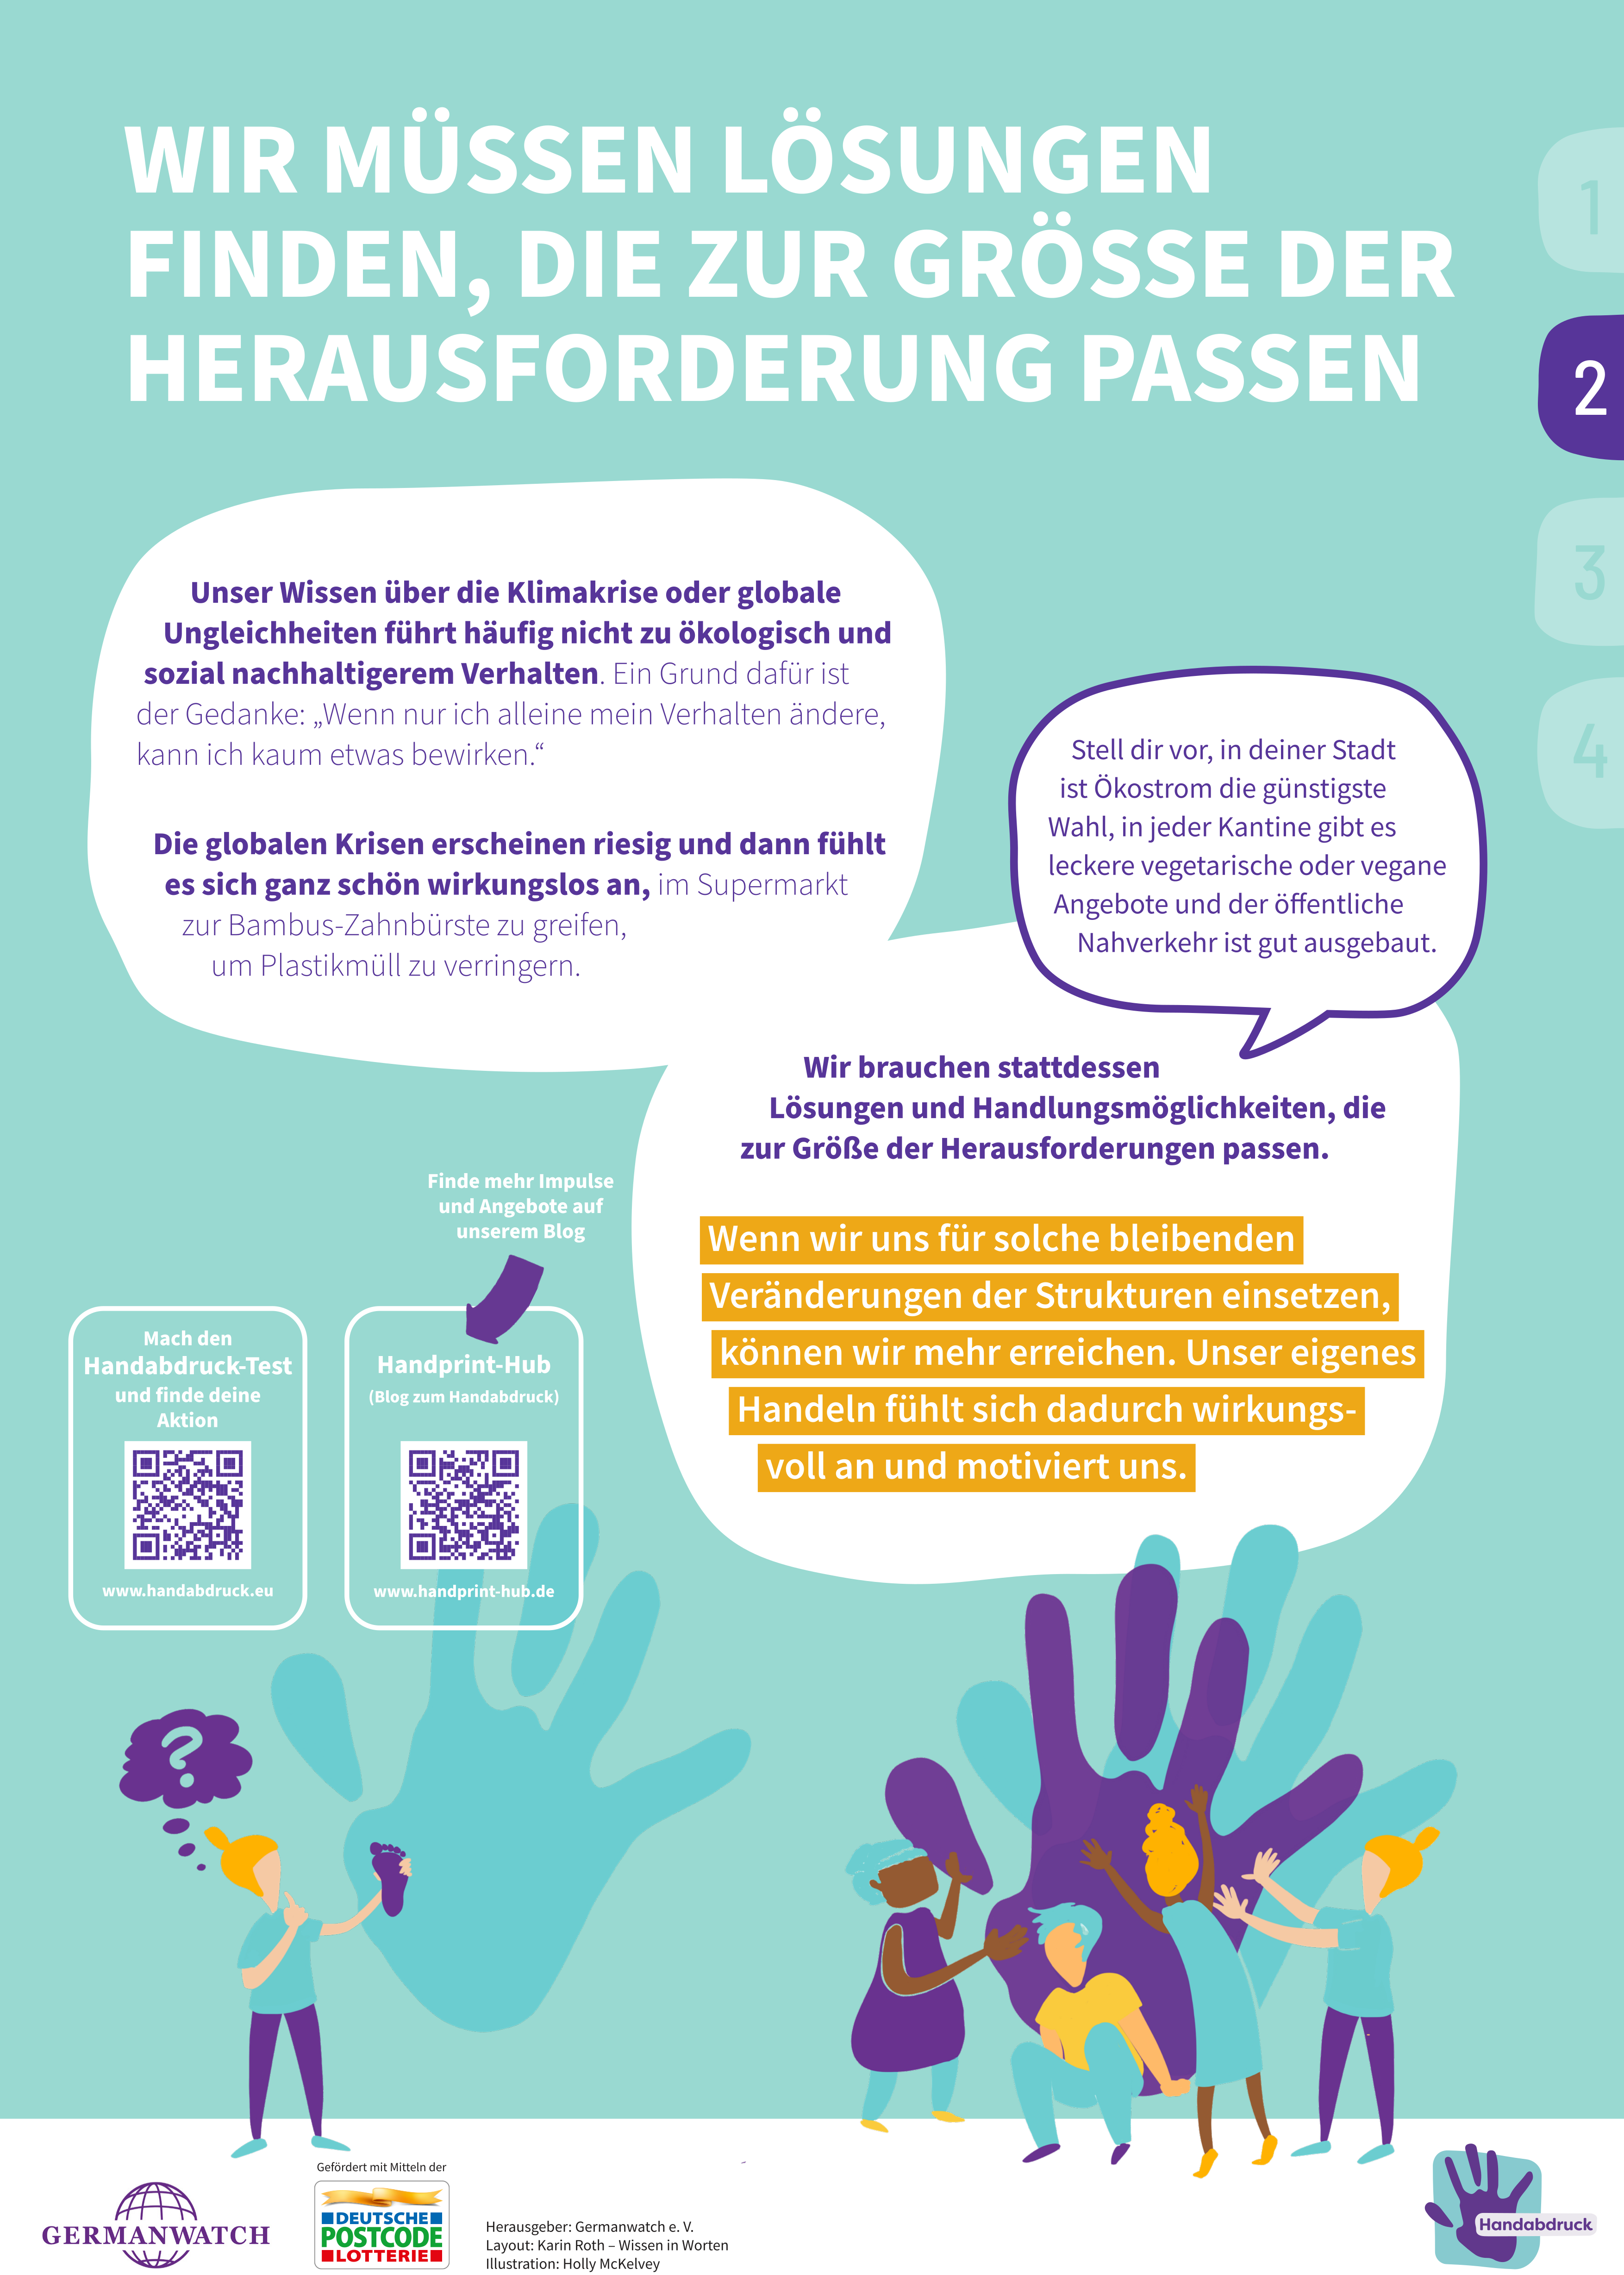 WIR MÜSSEN LÖSUNGEN
FINDEN, DIE ZUR GRÖSSE DER
HERAUSFORDERUNG PASSEN
1
2
3
4
Unser Wissen über die Klimakrise oder globale
Ungleichheiten führt häufig nicht zu ökologisch und
sozial nachhaltigerem Verhalten. Ein Grund dafür ist
der Gedanke: „Wenn nur ich alleine mein Verhalten ändere,
kann ich kaum etwas bewirken.“
Die globalen Krisen erscheinen riesig und dann fühlt
es sich ganz schön wirkungslos an, im Supermarkt
zur Bambus-Zahnbürste zu greifen,
um Plastikmüll zu verringern.
Stell dir vor, in deiner Stadt
ist Ökostrom die günstigste
Wahl, in jeder Kantine gibt es
leckere vegetarische oder vegane
Angebote und der öffentliche
Nahverkehr ist gut ausgebaut.
Wir brauchen stattdessen
Lösungen und Handlungsmöglichkeiten, die
zur Größe der Herausforderungen passen.
Wenn wir uns für solche bleibenden
Veränderungen der Strukturen einsetzen,
können wir mehr erreichen. Unser eigenes
Handeln fühlt sich dadurch wirkungs-
voll an und motiviert uns.
Finde mehr Impulse
und Angebote auf
unserem Blog
Mach den
Handabdruck-Test
und finde deine
Aktion
www.handabdruck.eu
Handprint-Hub
(Blog zum Handabdruck)
www.handprint-hub.de
?
GERMANWATCH
Gefördert mit Mitteln der
DEUTSCHE
POSTCODE
LOTTERIE
Herausgeber: Germanwatch e. V.
Layout: Karin Roth – Wissen in Worten
Illustration: Holly McKelvey
Handabdruck